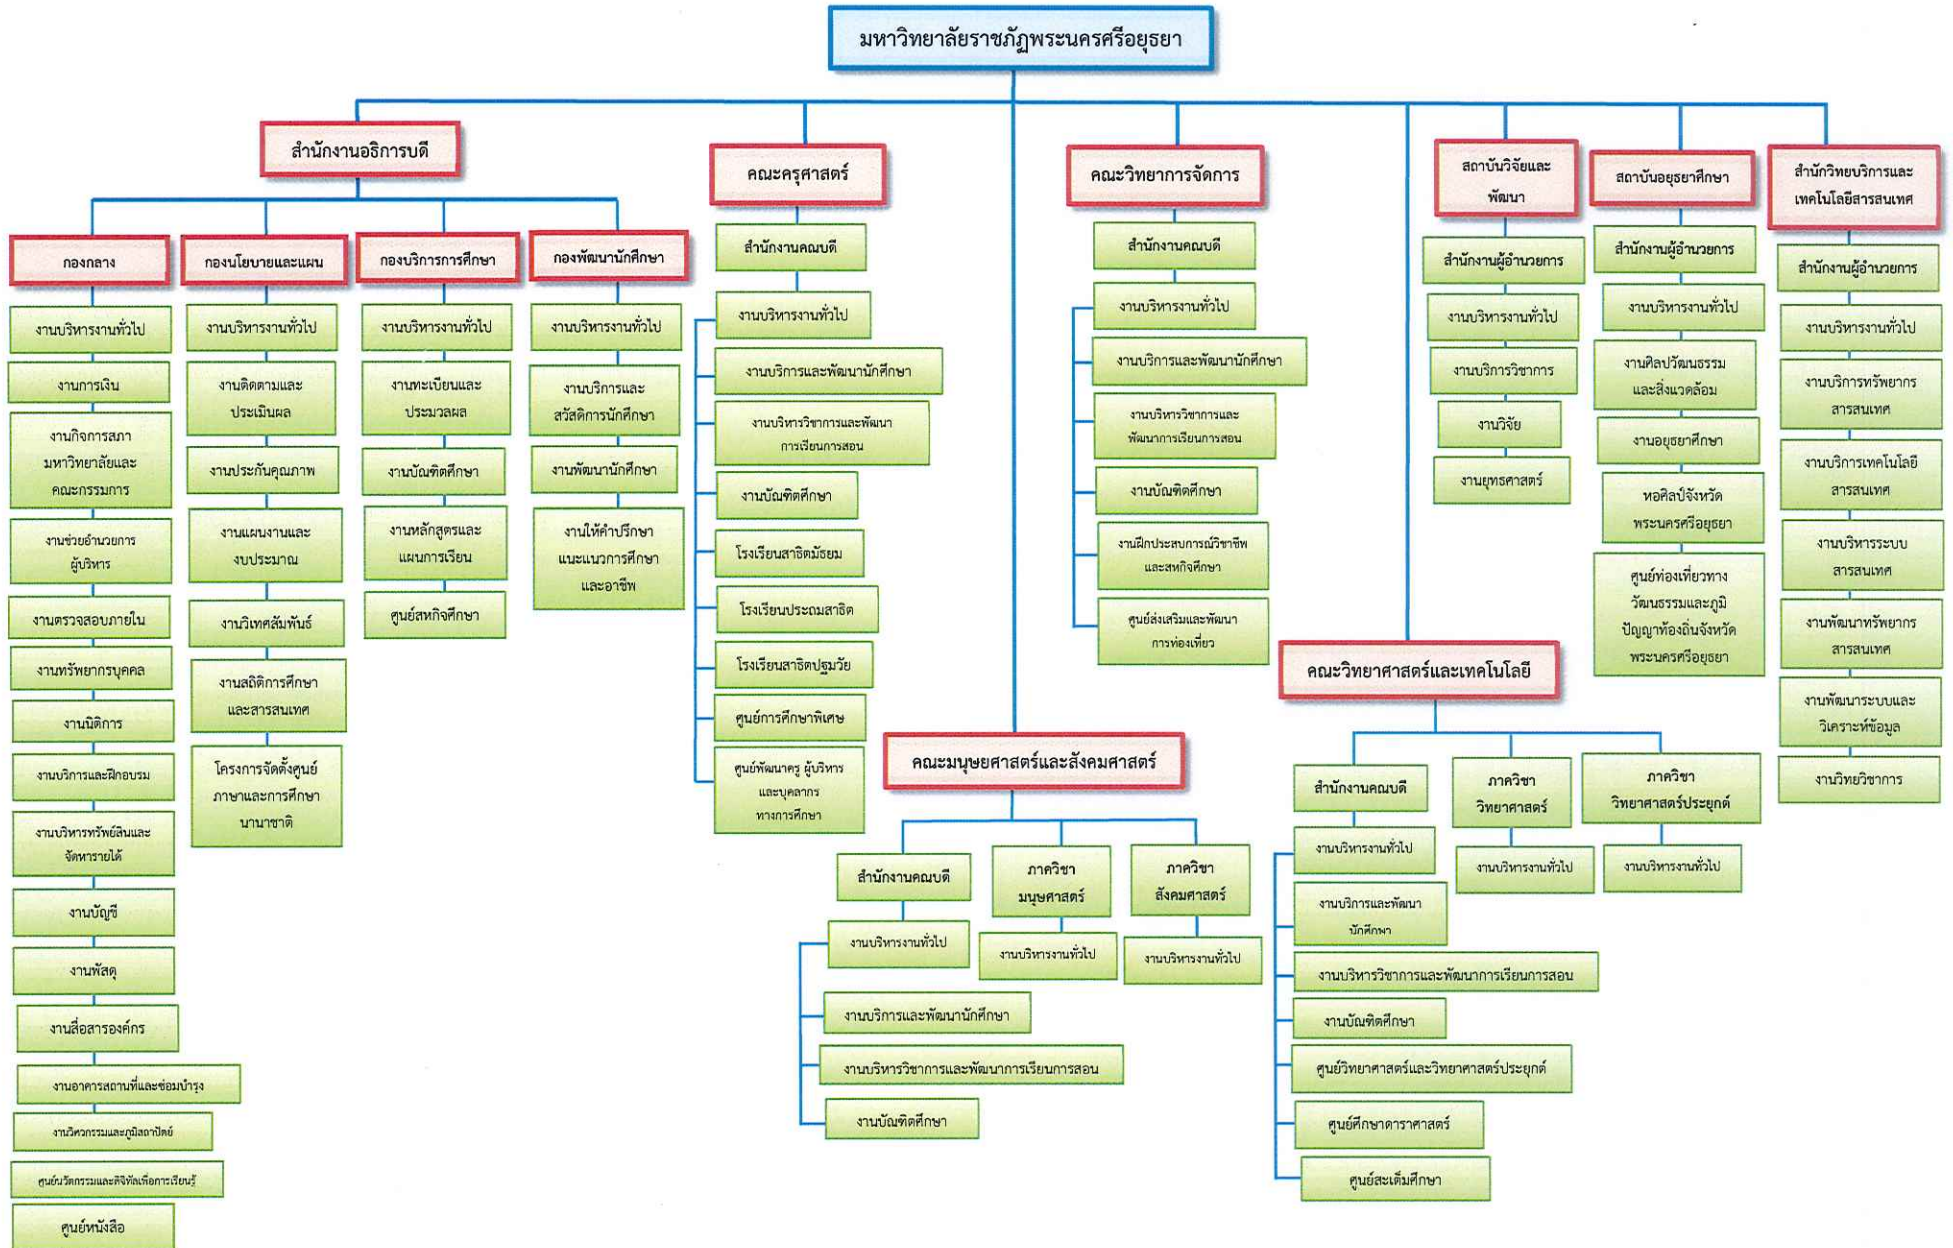 มหาวิทยาลัยราชภัฏพระนครศรีอยุธยา
สำนักงานอธิการบดี
กองกลาง
งานบริหารงานทั่วไป
งานการเงิน
งานกิจการสภา
มหาวิทยาลัยและ
คณะกรรมการ
งานช่วยอำนวยการ
ผู้บริหาร
งานตรวจสอบภายใน
งานทรัพยากรบุคคล
งานนิติการ
งานบริการและฝึกอบรม
งานบริหารทรัพย์สินและ
จัดหารายได้
งานบัญชี
งานพัสดุ
งานสื่อสารองค์กร
งานอาคารสถานที่และซ่อมบำรุง
งานวิศวกรรมและภูมิสถาปัตย์
ศูนย์นวัตกรรมและดิจิทัลเพื่อการเรียนรู้
ศูนย์หนังสือ
กองนโยบายและแผน
งานบริหารงานทั่วไป
งานติดตามและ
ประเมินผล
งานประกันคุณภาพ
งานแผนงานและ
งบประมาณ
งานวิเทศสัมพันธ์
งานสถิติการศึกษา
และสารสนเทศ
โครงการจัดตั้งศูนย์
ภาษาและการศึกษา
นานาชาติ
กองบริการการศึกษา
งานบริหารงานทั่วไป
งานทะเบียนและ
ประมวลผล
งานบัณฑิตศึกษา
งานหลักสูตรและ
แผนการเรียน
ศูนย์สหกิจศึกษา
กองพัฒนานักศึกษา
งานบริหารงานทั่วไป
งานบริการและ
สวัสดิการนักศึกษา
งานพัฒนานักศึกษา
งานให้คำปรึกษา
แนะแนวการศึกษา
และอาชีพ
คณะครุศาสตร์
สำนักงานคณบดี
งานบริหารงานทั่วไป
งานบริการและพัฒนานักศึกษา
งานบริหารวิชาการและพัฒนา
การเรียนการสอน
งานบัณฑิตศึกษา
โรงเรียนสาธิตมัธยม
โรงเรียนประถมสาธิต
โรงเรียนสาธิตปฐมวัย
ศูนย์การศึกษาพิเศษ
ศูนย์พัฒนาครู ผู้บริหาร
และบุคลากร
ทางการศึกษา
คณะมนุษยศาสตร์และสังคมศาสตร์
สำนักงานคณบดี
งานบริหารงานทั่วไป
งานบริการและพัฒนานักศึกษา
งานบริหารวิชาการและพัฒนาการเรียนการสอน
งานบัณฑิตศึกษา
ภาควิชา
มนุษศาสตร์
งานบริหารงานทั่วไป
ภาควิชา
สังคมศาสตร์
งานบริหารงานทั่วไป
คณะวิทยาการจัดการ
สำนักงานคณบดี
งานบริหารงานทั่วไป
งานบริการและพัฒนานักศึกษา
งานบริหารวิชาการและ
พัฒนาการเรียนการสอน
งานบัณฑิตศึกษา
งานฝึกประสบการณ์วิชาชีพ
และสหกิจศึกษา
ศูนย์ส่งเสริมและพัฒนา
การท่องเที่ยว
คณะวิทยาศาสตร์และเทคโนโลยี
สำนักงานคณบดี
งานบริหารงานทั่วไป
งานบริการและพัฒนา
นักศึกษา
งานบริหารวิชาการและพัฒนาการเรียนการสอน
งานบัณฑิตศึกษา
ศูนย์วิทยาศาสตร์และวิทยาศาสตร์ประยุกต์
ศูนย์ศึกษาดาราศาสตร์
ศูนย์สะเต็มศึกษา
ภาควิชา
วิทยาศาสตร์
งานบริหารงานทั่วไป
ภาควิชา
วิทยาศาสตร์ประยุกต์
งานบริหารงานทั่วไป
สถาบันวิจัยและ
พัฒนา
สำนักงานผู้อำนวยการ
งานบริหารงานทั่วไป
งานบริการวิชาการ
งานวิจัย
งานยุทธศาสตร์
สถาบันอยุธยาศึกษา
สำนักงานผู้อำนวยการ
งานบริหารงานทั่วไป
งานศิลปวัฒนธรรม
และสิ่งแวดล้อม
งานอยุธยาศึกษา
หอศิลป์จังหวัด
พระนครศรีอยุธยา
ศูนย์ท่องเที่ยวทาง
วัฒนธรรมและภูมิ
ปัญญาท้องถิ่นจังหวัด
พระนครศรีอยุธยา
สำนักวิทยบริการและ
เทคโนโลยีสารสนเทศ
สำนักงานผู้อำนวยการ
งานบริหารงานทั่วไป
งานบริการทรัพยากร
สารสนเทศ
งานบริการเทคโนโลยี
สารสนเทศ
งานบริหารระบบ
สารสนเทศ
งานพัฒนาทรัพยากร
สารสนเทศ
งานพัฒนาระบบและ
วิเคราะห์ข้อมูล
งานวิทยวิชาการ